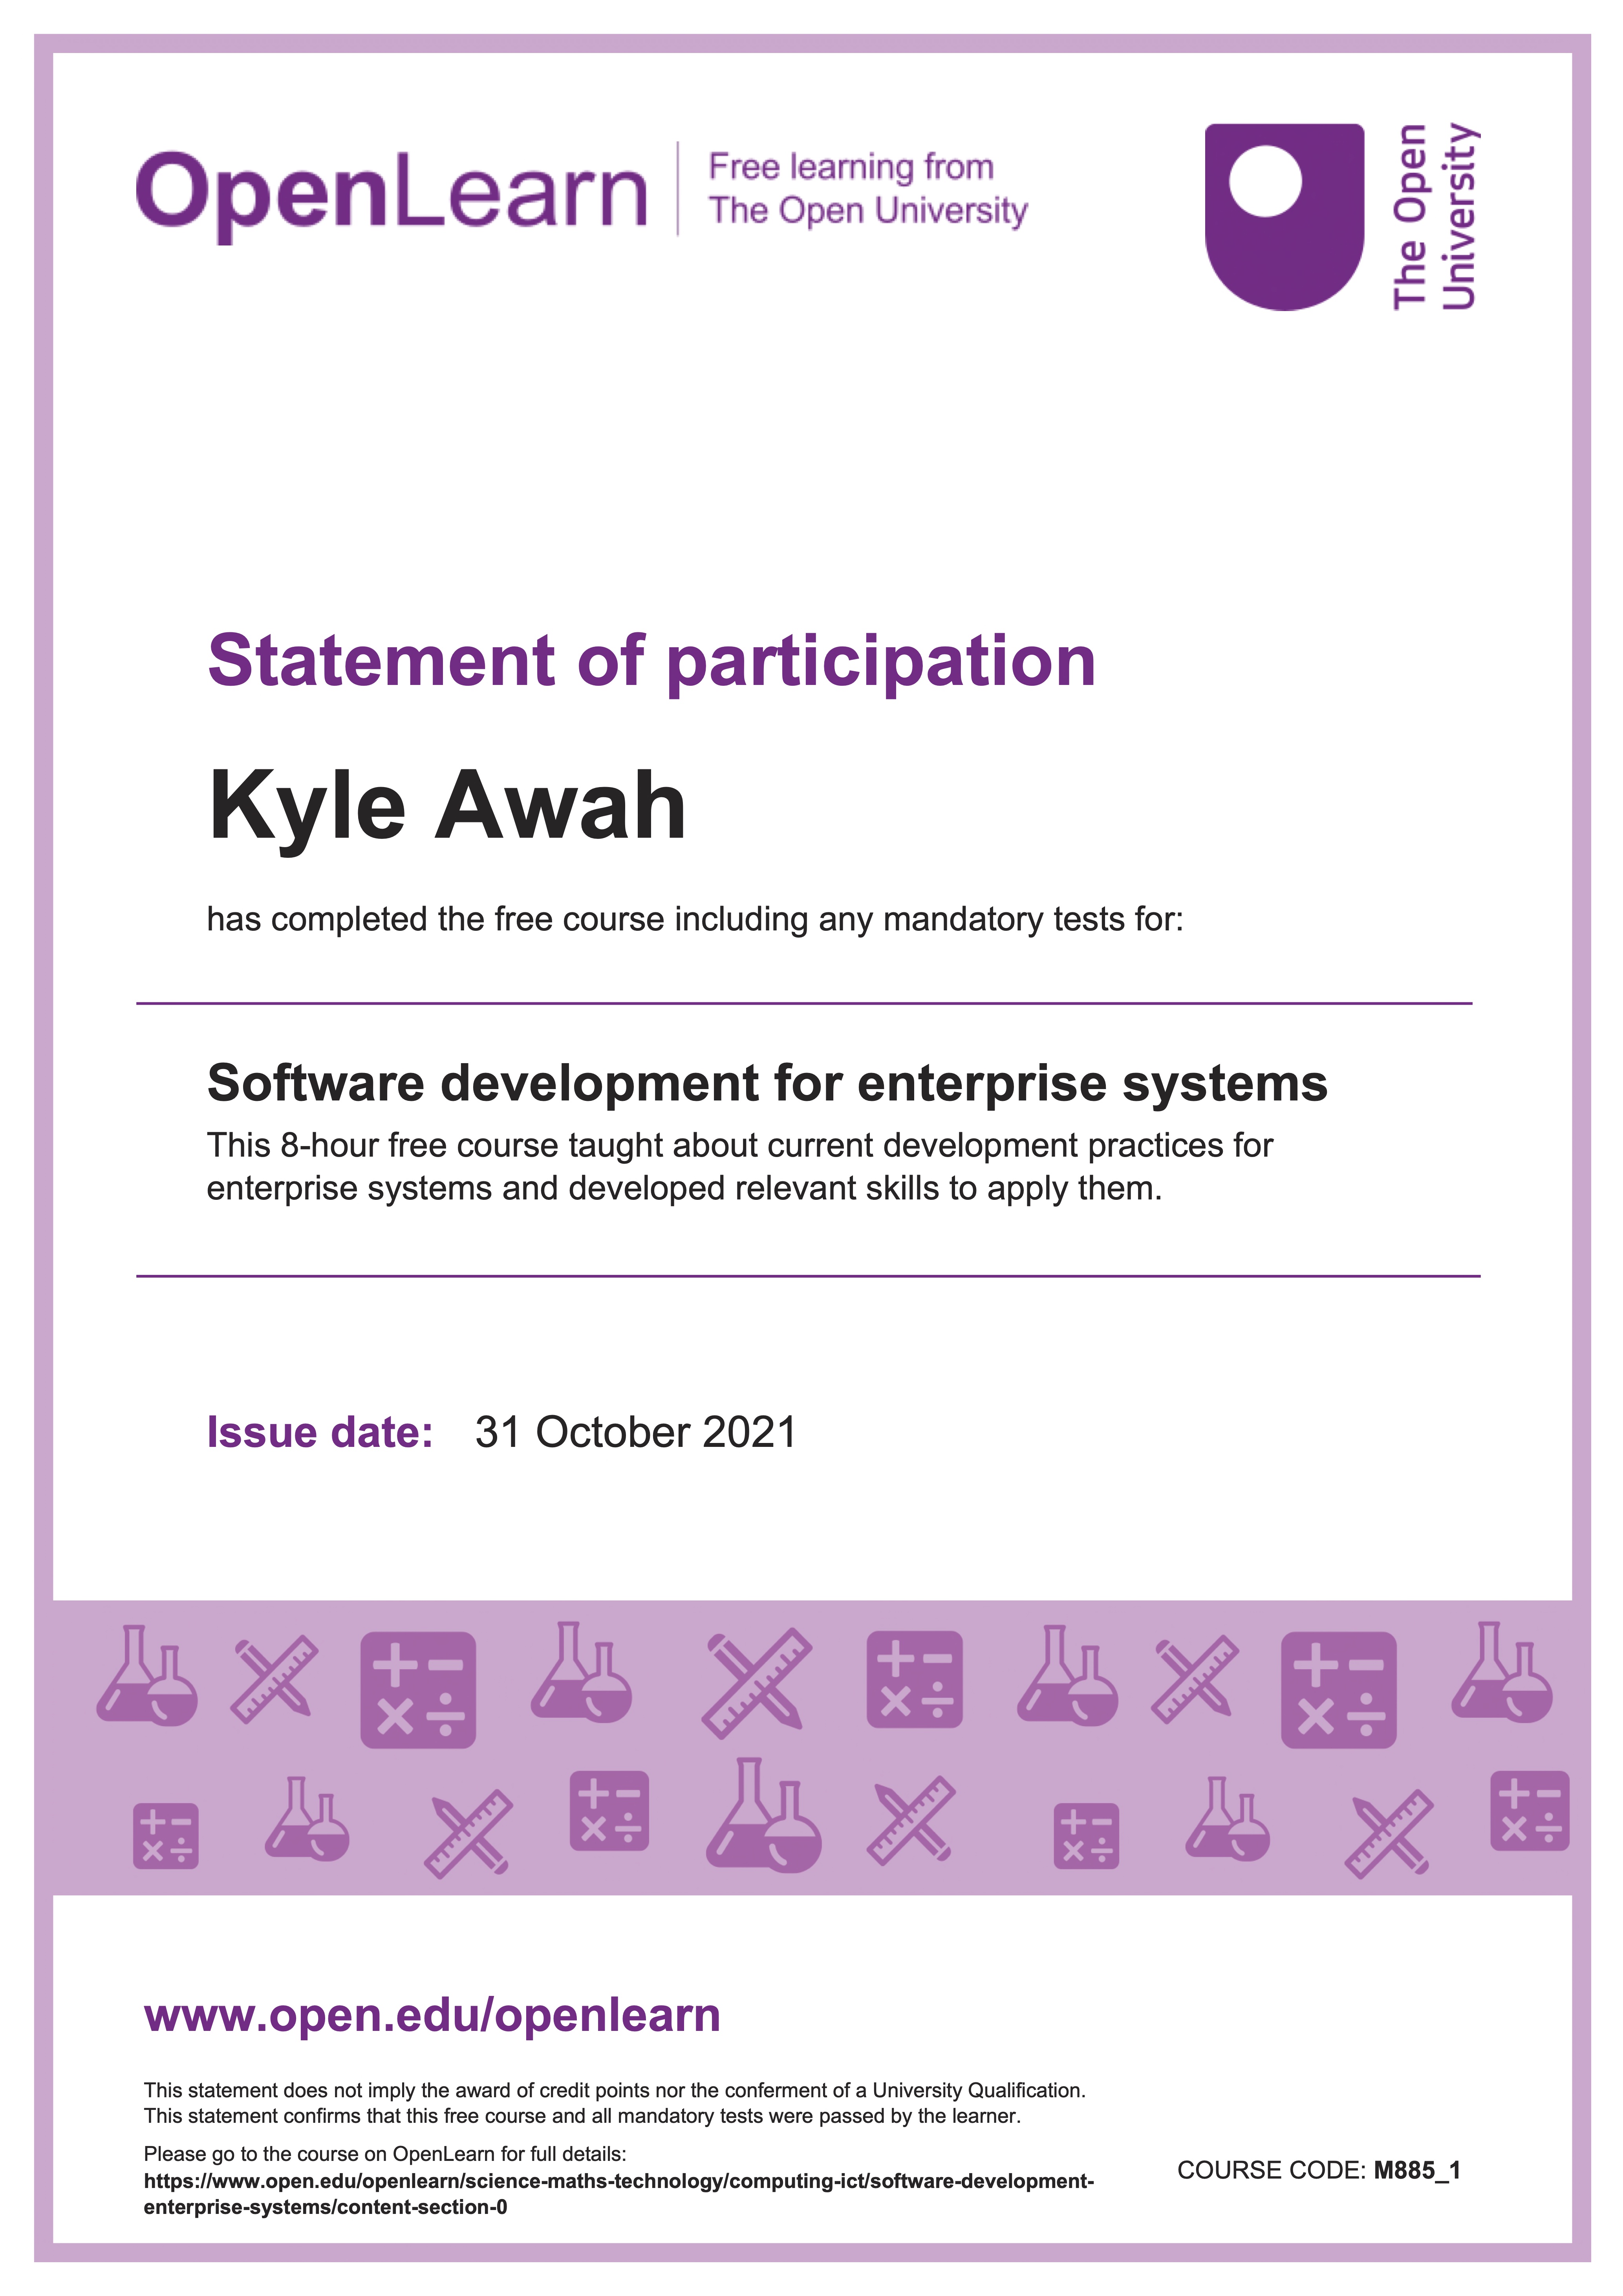 OpenLearn
Free learning from
The Open University
The Open
University
Statement of participation
Kyle Awah
has completed the free course including any mandatory tests for:
Software development for enterprise systems
This 8-hour free course taught about current development practices for
enterprise systems and developed relevant skills to apply them.
Issue date: 31 October 2021
www.open.edu/openlearn
This statement does not imply the award of credit points nor the conferment of a University Qualification.
This statement confirms that this free course and all mandatory tests were passed by the learner.
Please go to the course on OpenLearn for full details:
https://www.open.edu/openlearn/science-maths-technology/computing-ict/software-development-
enterprise-systems/content-section-0
COURSE CODE: M885_1